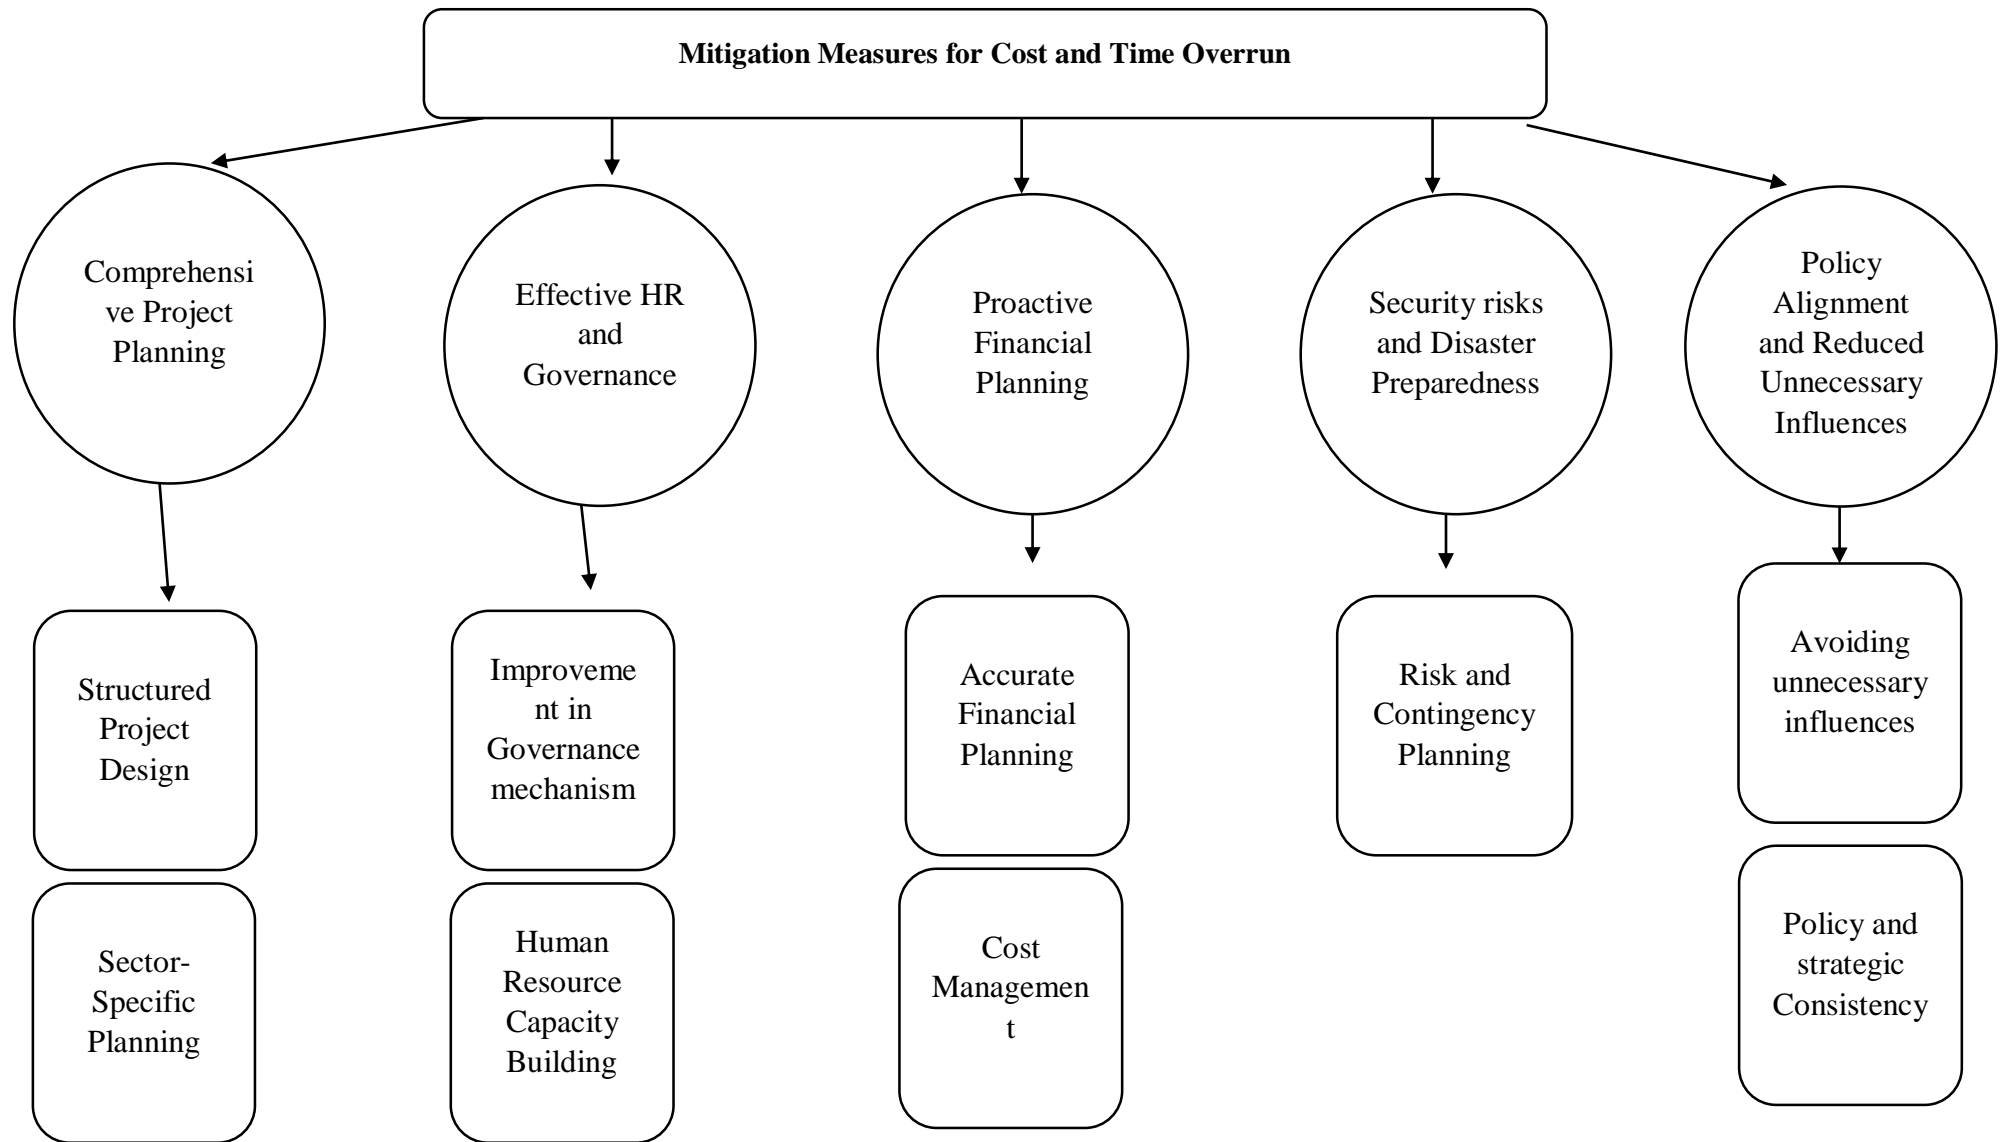 Mitigation Measures for Cost and Time Overrun
Comprehensi
ve Project
Planning
Effective HR
and
Governance
Proactive
Financial
Planning
Security risks
and Disaster
Preparedness
Policy
Alignment
and Reduced
Unnecessary
Influences
Structured
Project
Design
Improveme
nt in
Governance
mechanism
Accurate
Financial
Planning
Risk and
Contingency
Planning
Avoiding
unnecessary
influences
Sector-
Specific
Planning
Human
Resource
Capacity
Building
Cost
Managemen
t
Policy and
strategic
Consistency